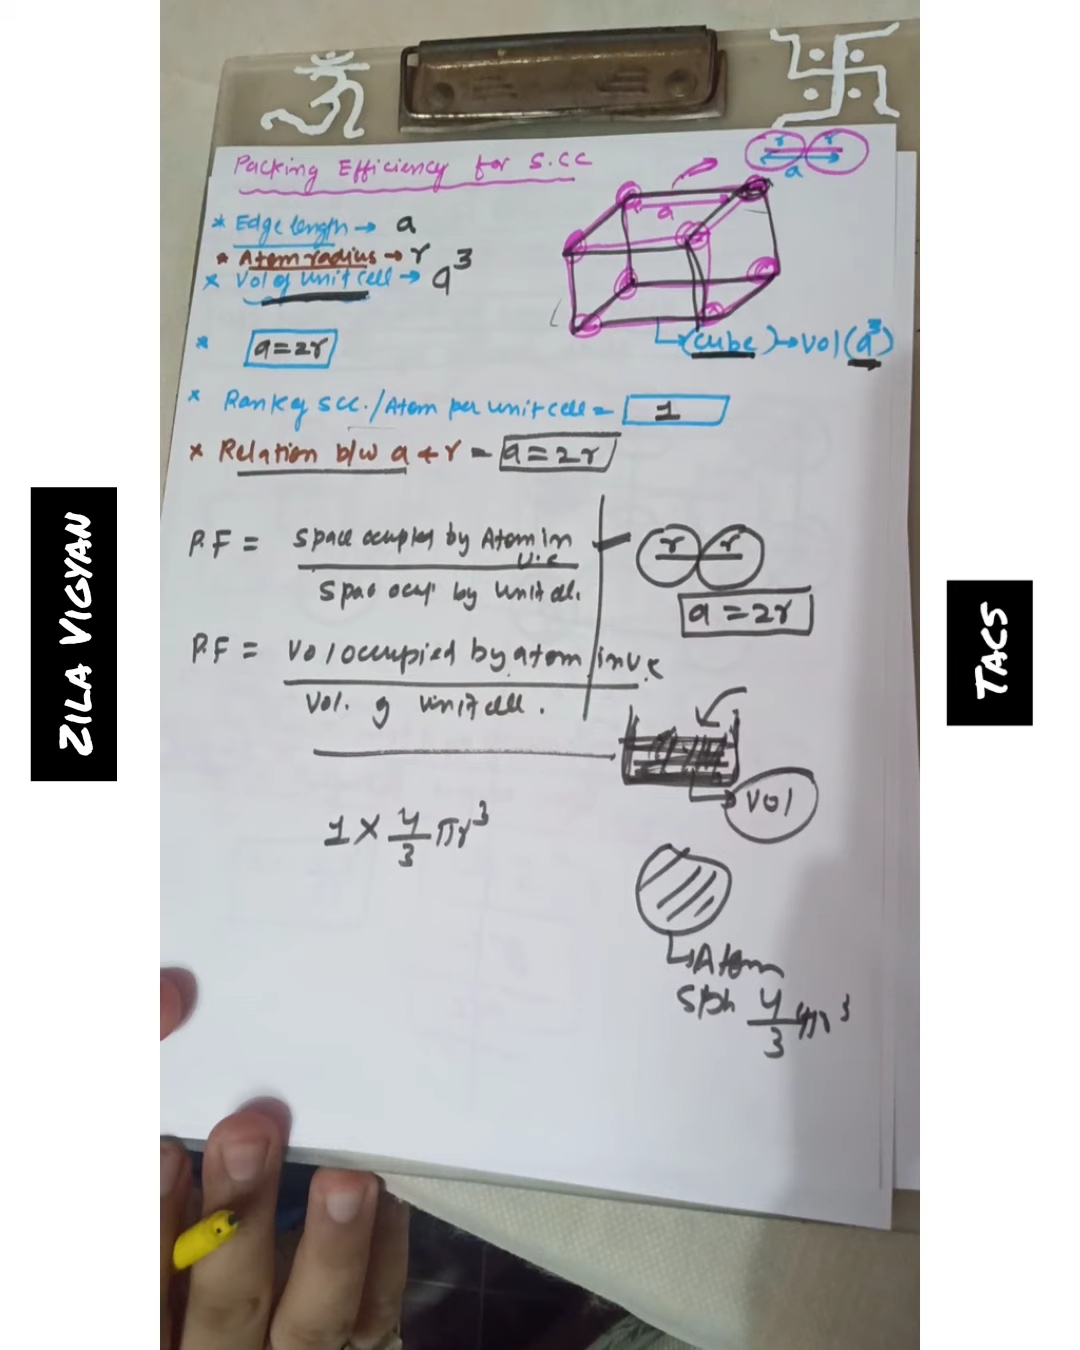 ॐ
Packing Efficiency for S.CC
r r
a
* Edge length → a
* Atom radius → r
* Vol of unit cell → a³
a
(cube) → vol (a³)
* a = 2r
* Rank of scc. / Atom per unit cell = 1
* Relation b/w a & r = a = 2r
P.F = Space occupied by Atom in u.c
Spac ocup by unit cell.
r r
a = 2r
P.F = Vol occupied by atom in u.c
Vol. of unit cell.
Vol
1 × 4/3 πr³
Atom
Sph 4/3 πr³
ZILA VIGYAN
TACS